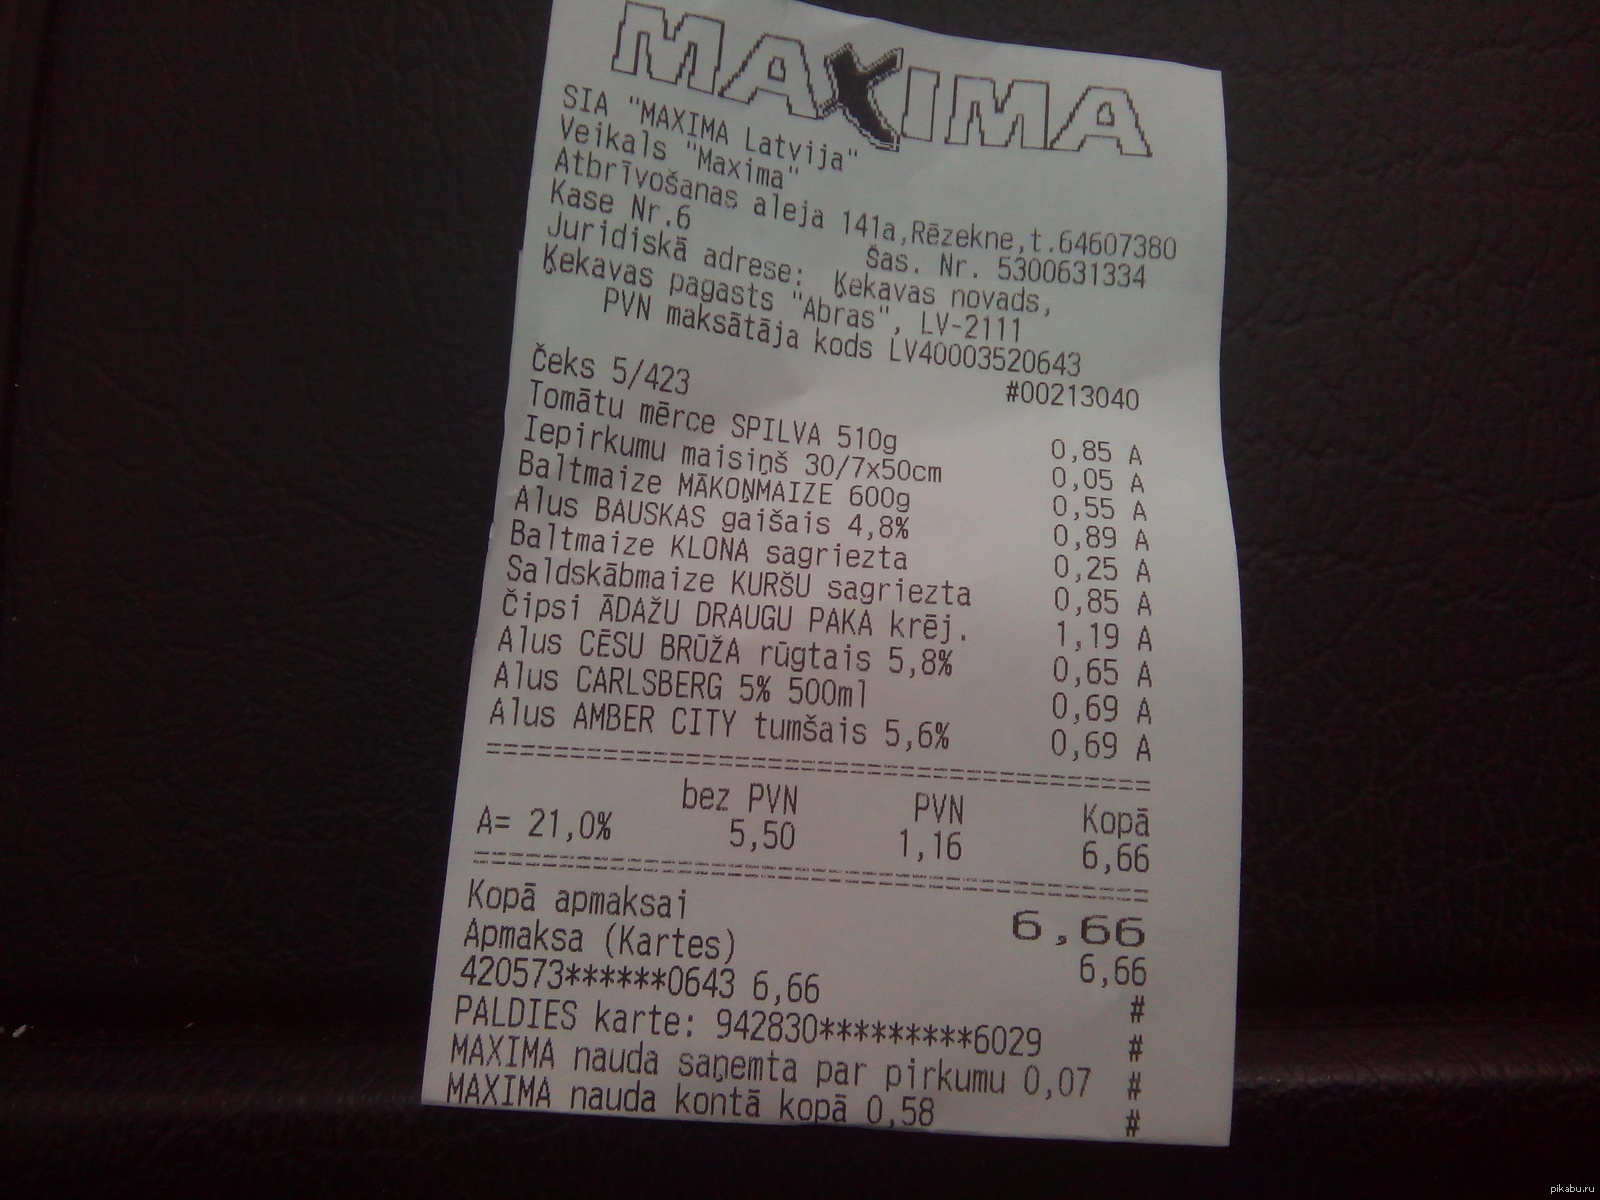 MAXIMA
SIA "MAXIMA Latvija"
Veikals "Maxima"
Atbrīvošanas aleja 141a,Rēzekne,t.64607380
Kase Nr.6 Šas. Nr. 5300631334
Juridiskā adrese: Ķekavas novads,
Ķekavas pagasts "Abras", LV-2111
PVN maksātāja kods LV40003520643
Čeks 5/423 #00213040
Tomātu mērce SPILVA 510g 0,85 A
Iepirkumu maisiņš 30/7x50cm 0,05 A
Baltmaize MĀKOŅMAIZE 600g 0,55 A
Alus BAUSKAS gaišais 4,8% 0,89 A
Baltmaize KLONA sagriezta 0,25 A
Saldskābmaize KURŠU sagriezta 0,85 A
Čipsi ĀDAŽU DRAUGU PAKA krēj. 1,19 A
Alus CĒSU BRŪŽA rūgtais 5,8% 0,65 A
Alus CARLSBERG 5% 500ml 0,69 A
Alus AMBER CITY tumšais 5,6% 0,69 A
bez PVN PVN Kopā
A= 21,0% 5,50 1,16 6,66
Kopā apmaksai 6,66
Apmaksa (Kartes) 6,66
420573******0643 6,66 #
PALDIES karte: 942830*********6029 #
MAXIMA nauda saņemta par pirkumu 0,07 #
MAXIMA nauda kontā kopā 0,58 #
pikabu.ru